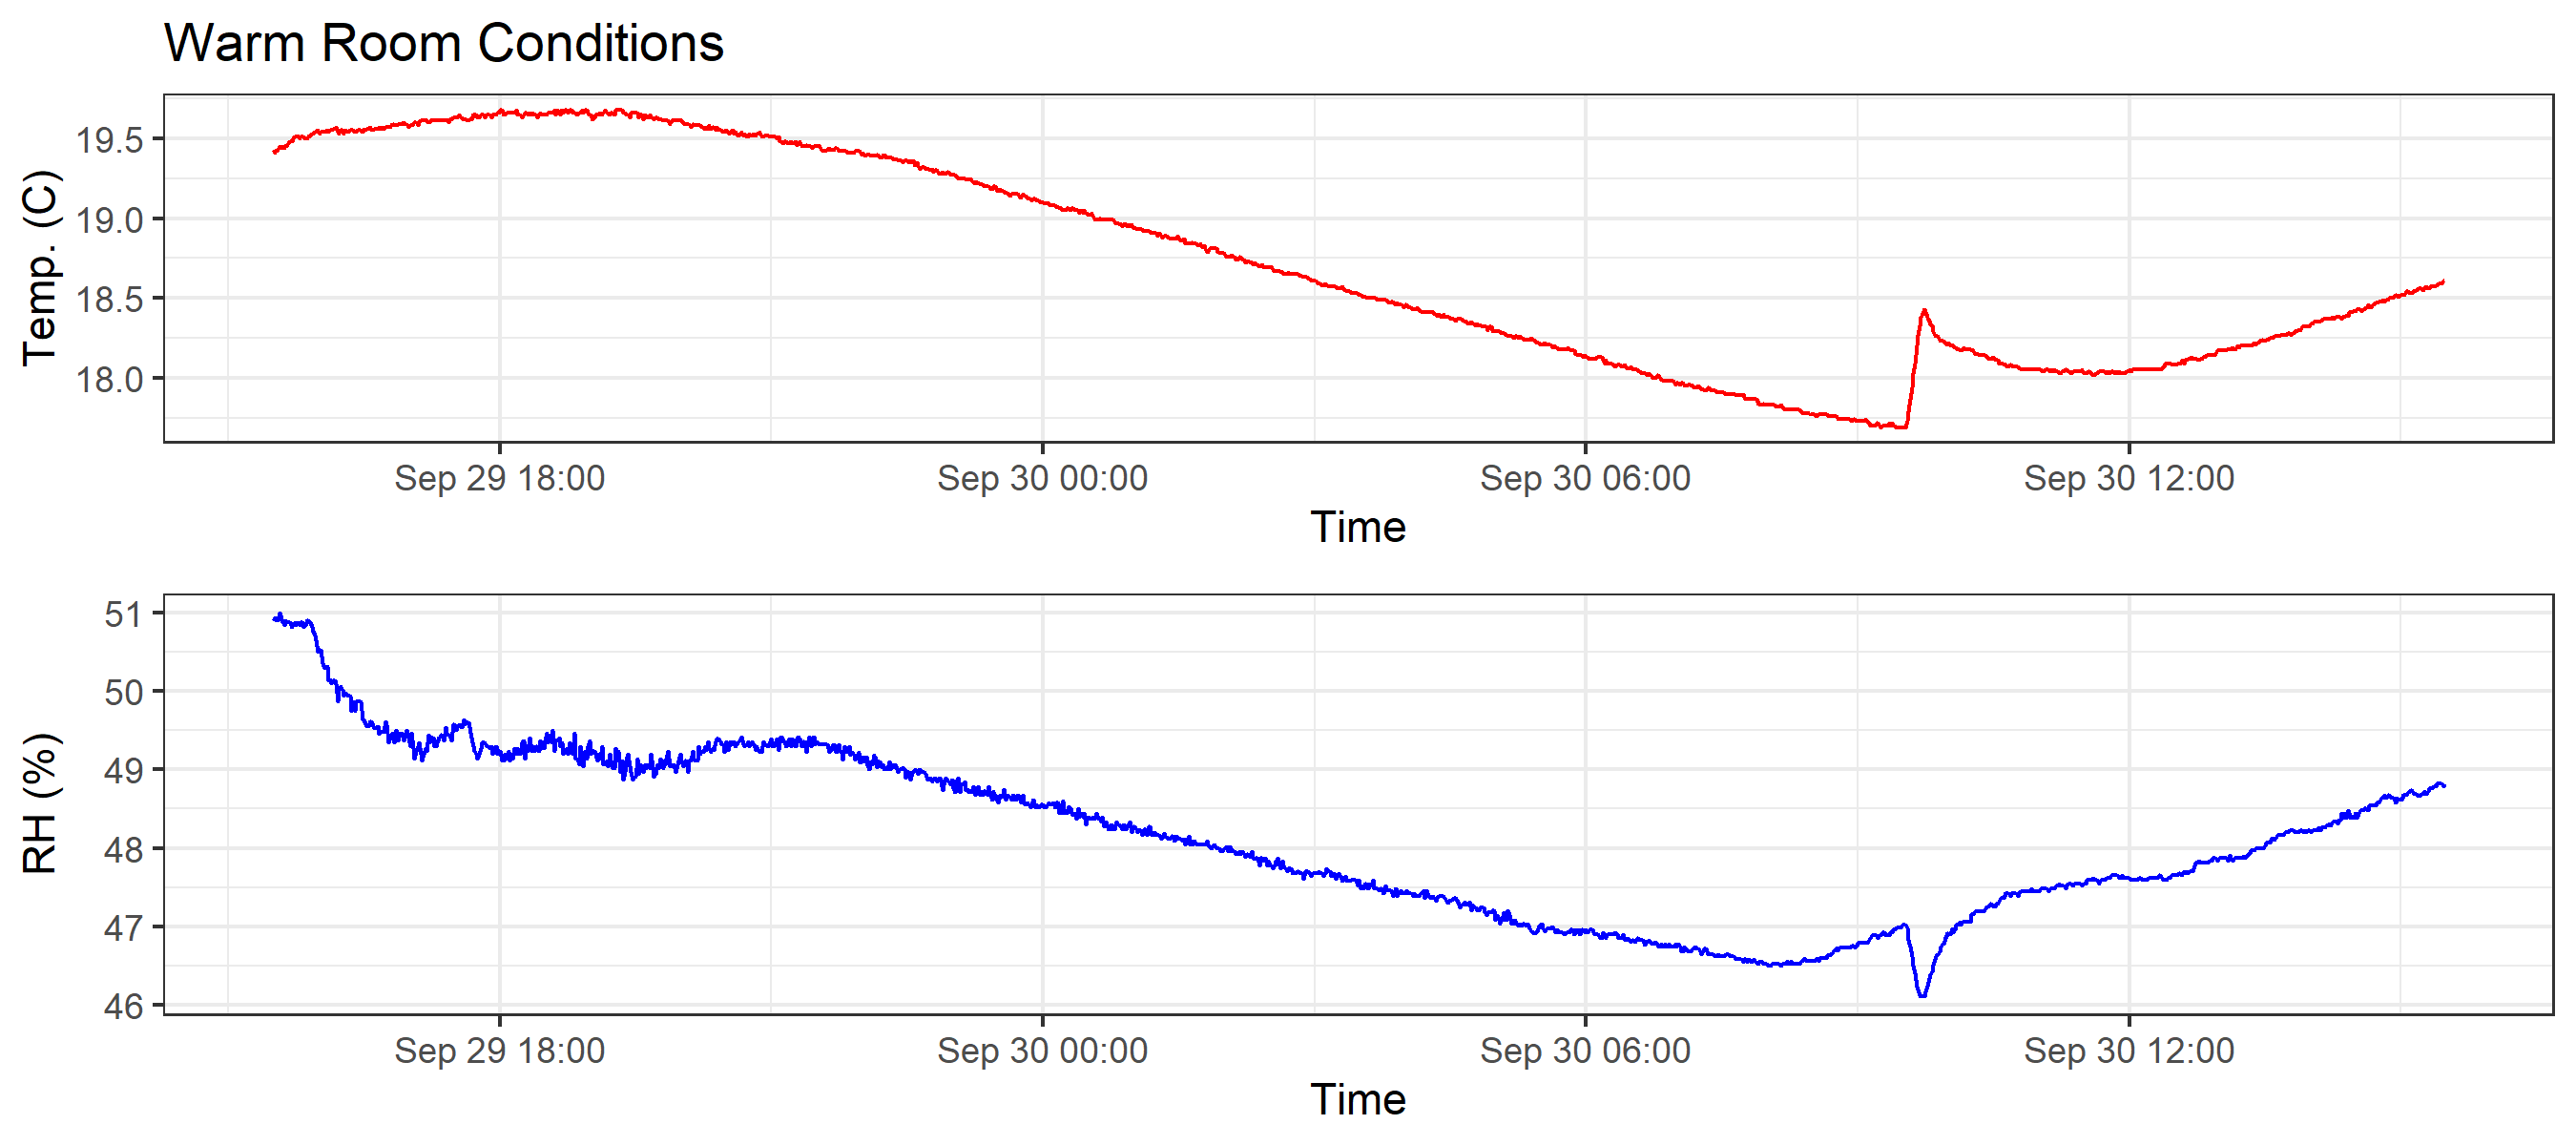 Warm Room Conditions
Temp. (C)
19.5
19.0
18.5
18.0
Sep 29 18:00 Sep 30 00:00 Sep 30 06:00 Sep 30 12:00
Time
RH (%)
51
50
49
48
47
46
Sep 29 18:00 Sep 30 00:00 Sep 30 06:00 Sep 30 12:00
Time